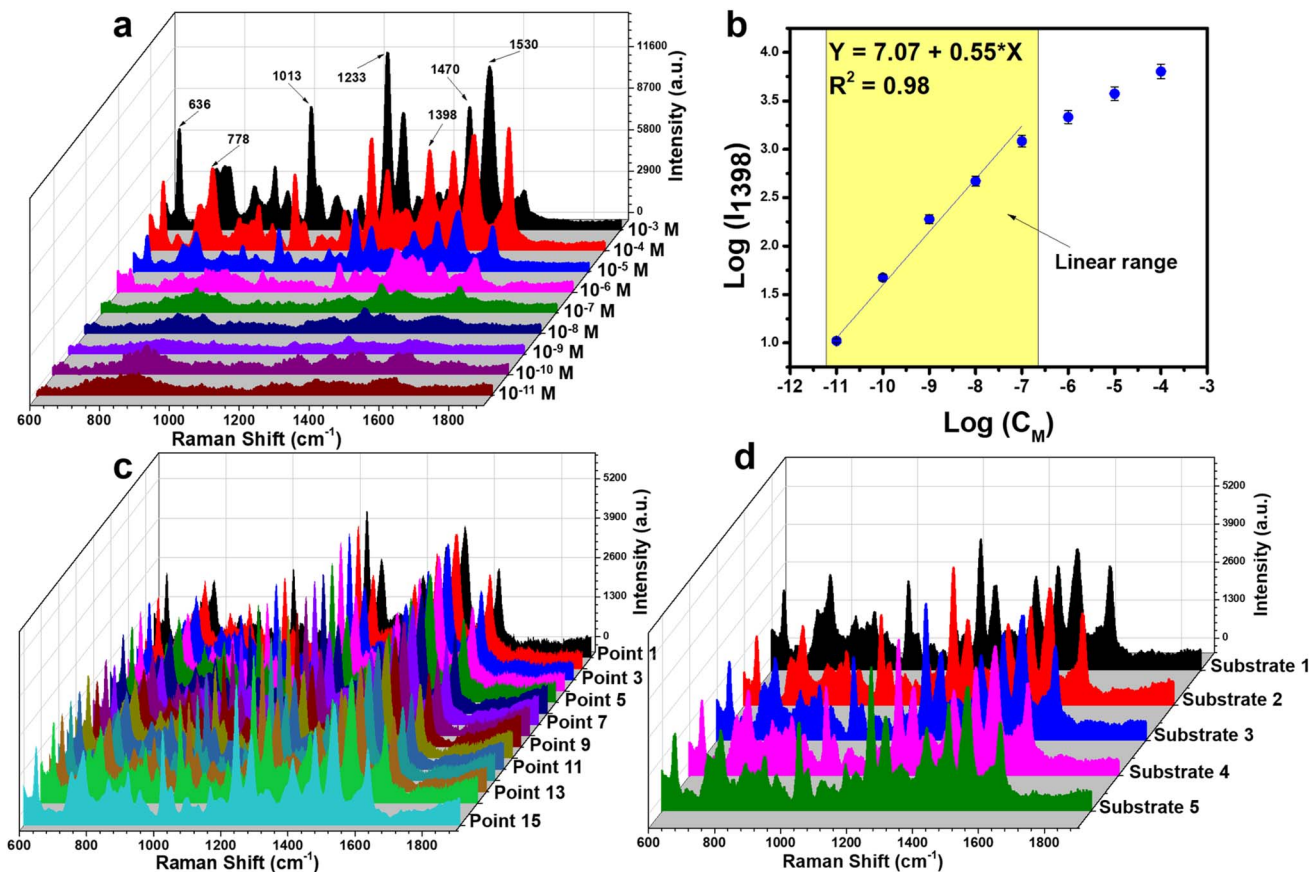 a
636
778
1013
1233
1398
1470
1530
11600
8700
5800
2900
0
Intensity (a.u.)
10-3 M
10-4 M
10-5 M
10-6 M
10-7 M
10-8 M
10-9 M
10-10 M
10-11 M
600 800 1000 1200 1400 1600 1800
Raman Shift (cm-1)
b
Y = 7.07 + 0.55*X
R2 = 0.98
Linear range
4.0
3.5
3.0
2.5
2.0
1.5
1.0
Log (I1398)
-12 -11 -10 -9 -8 -7 -6 -5 -4 -3
Log (CM)
c
5200
3900
2600
1300
0
Intensity (a.u.)
Point 1
Point 3
Point 5
Point 7
Point 9
Point 11
Point 13
Point 15
600 800 1000 1200 1400 1600 1800
Raman Shift (cm-1)
d
5200
3900
2600
1300
0
Intensity (a.u.)
Substrate 1
Substrate 2
Substrate 3
Substrate 4
Substrate 5
600 800 1000 1200 1400 1600 1800
Raman Shift (cm-1)